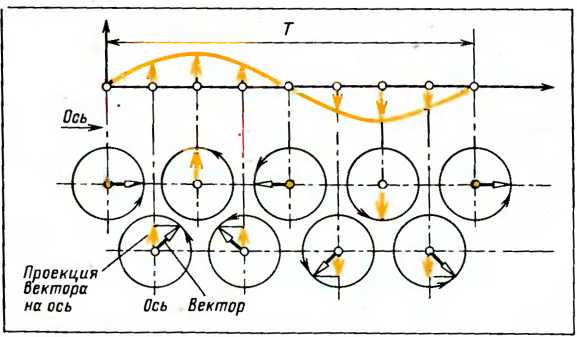 T
Ось
Проекция
вектора
на ось
Ось Вектор